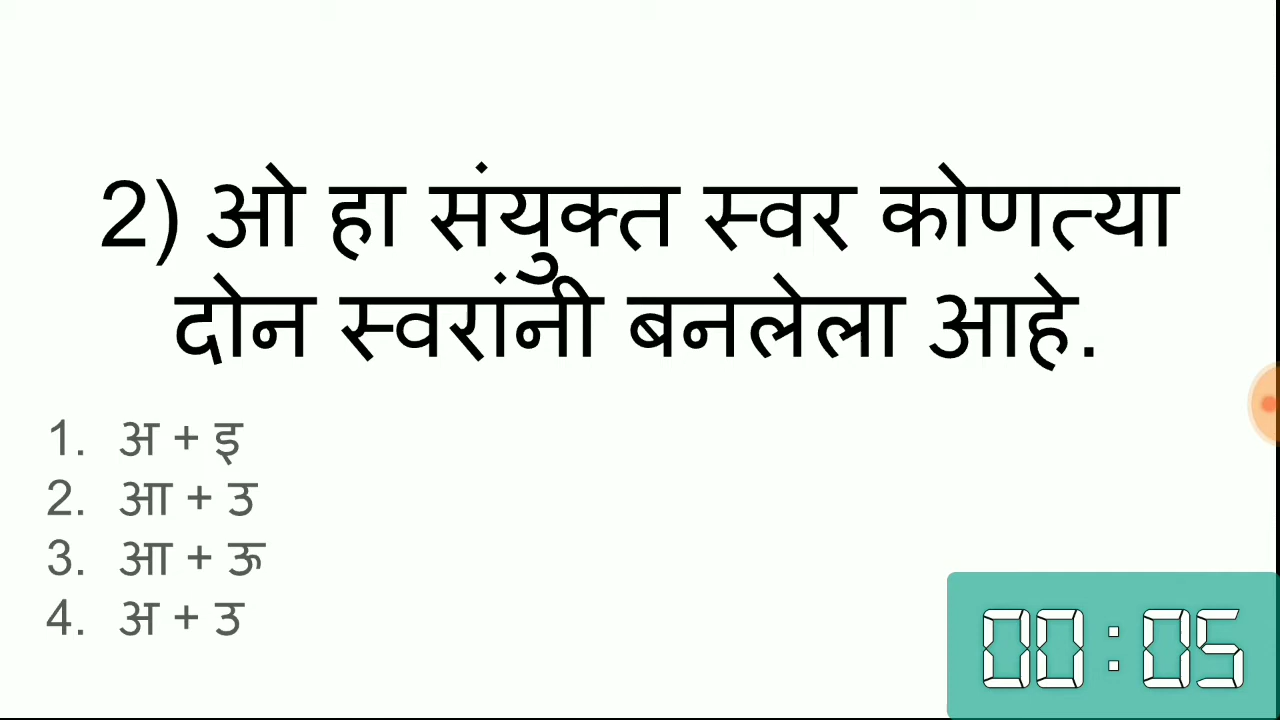 2) ओ हा संयुक्त स्वर कोणत्या
दोन स्वरांनी बनलेला आहे.
1. अ + इ
2. आ + उ
3. आ + ऊ
4. अ + उ
00:05